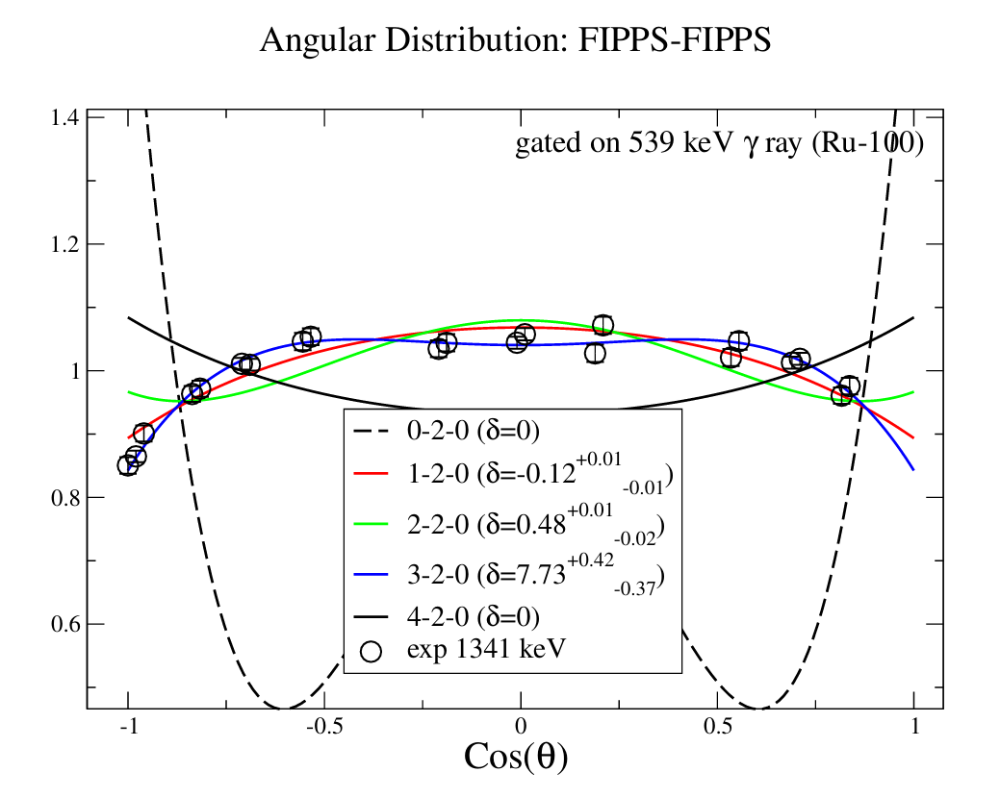 Angular Distribution: FIPPS-FIPPS
1.4
gated on 539 keV γ ray (Ru-100)
1.2
1
0.8
0.6
0-2-0 (δ=0)
1-2-0 (δ=-0.12+0.01 -0.01)
2-2-0 (δ=0.48+0.01 -0.02)
3-2-0 (δ=7.73+0.42 -0.37)
4-2-0 (δ=0)
exp 1341 keV
-1 -0.5 0 0.5 1
Cos(θ)